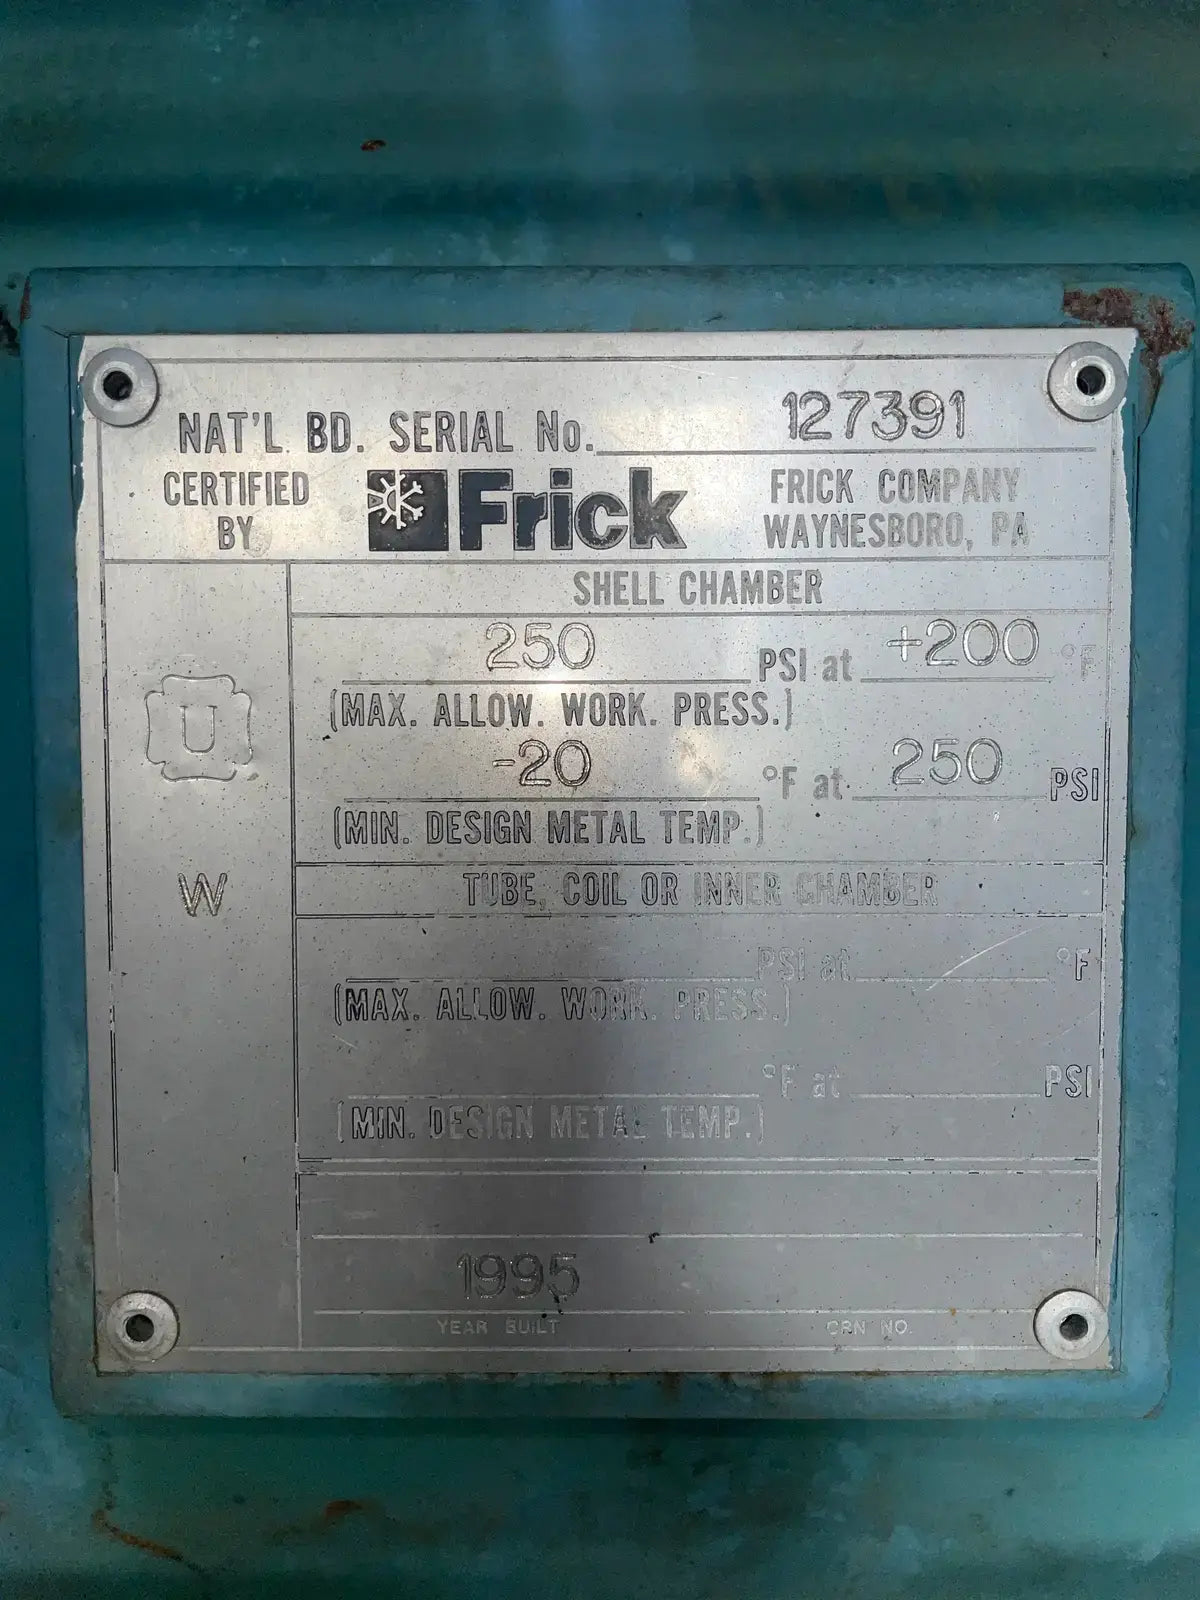 NAT'L BD. SERIAL No. 127391
CERTIFIED BY
Frick
FRICK COMPANY
WAYNESBORO, PA
SHELL CHAMBER
250 PSI at +200 °F
(MAX. ALLOW. WORK. PRESS.)
-20 °F at 250 PSI
(MIN. DESIGN METAL TEMP.)
U
W
TUBE, COIL OR INNER CHAMBER
PSI at °F
(MAX. ALLOW. WORK. PRESS.)
°F at PSI
(MIN. DESIGN METAL TEMP.)
1995
YEAR BUILT CRN NO.